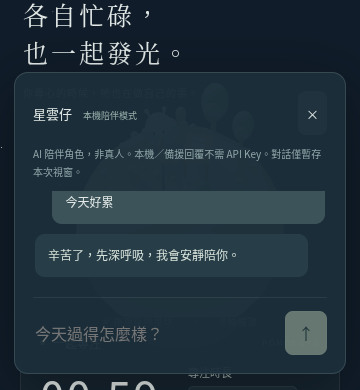 各自忙碌，
也一起發光。
星雲仔 本機陪伴模式 ×
AI 陪伴角色，非真人。本機／備援回覆不需 API Key。對話僅暫存
本次視窗。
今天好累
辛苦了，先深呼吸，我會安靜陪你。
今天過得怎麼樣？ ↑